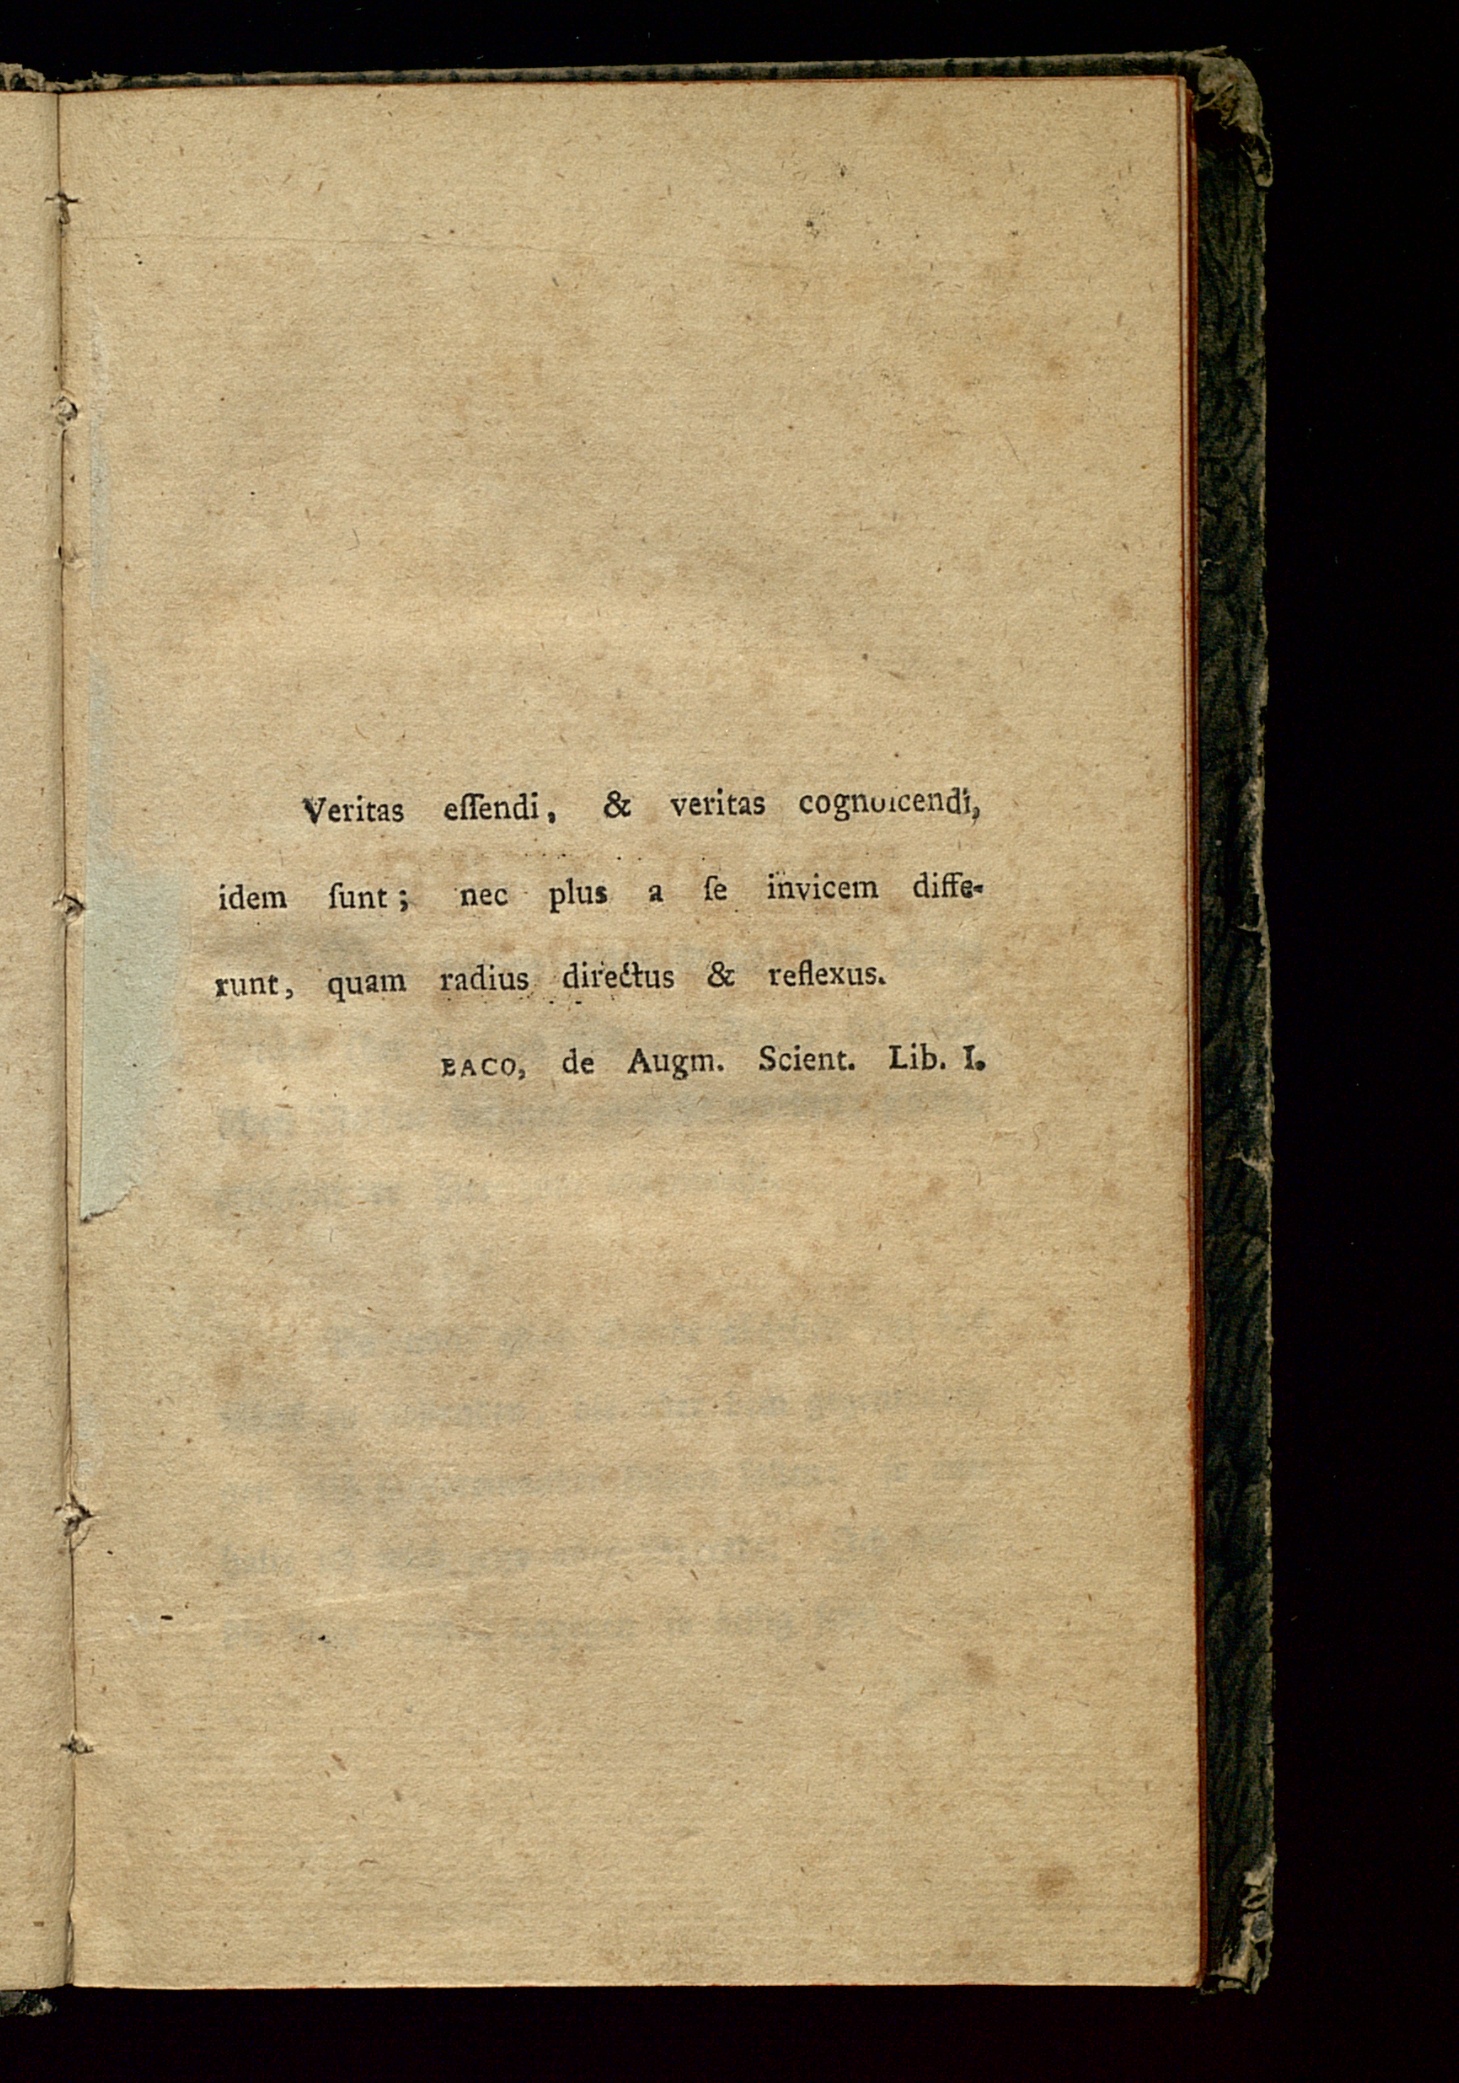 Veritas eſſendi, & veritas cognoſcendi,
idem ſunt; nec plus a ſe invicem diffe-
runt, quam radius directus & reflexus.
BACO, de Augm. Scient. Lib. I.